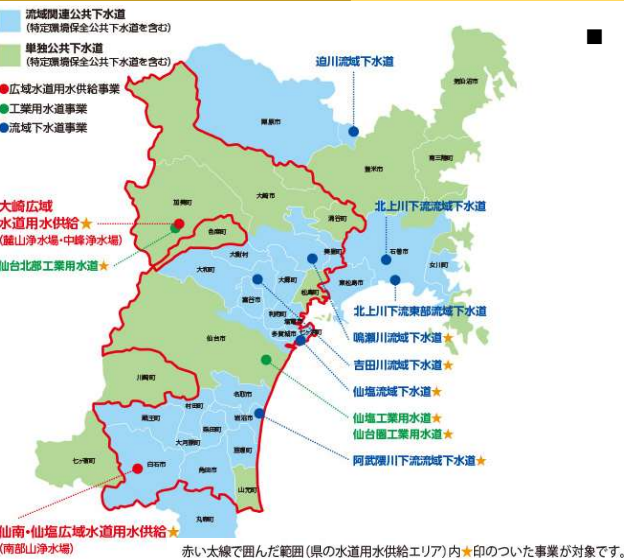 流域関連公共下水道
(特定環境保全公共下水道を含む)
単独公共下水道
(特定環境保全公共下水道を含む)
●広域水道用水供給事業
●工業用水道事業
●流域下水道事業
■
迫川流域下水道
気仙沼市
栗原市
南三陸町
登米市
大崎市
加美町
涌谷町
色麻町
大崎広域
水道用水供給★
(麓山浄水場・中峰浄水場)
仙台北部工業用水道★
北上川下流流域下水道
美里町
石巻市
女川町
大衡村
大和町
大郷町
東松島市
松島町
富谷市
利府町
塩竈市
多賀城市
七ヶ浜町
北上川下流東部流域下水道
鳴瀬川流域下水道★
吉田川流域下水道★
仙塩流域下水道★
仙塩工業用水道★
仙台圏工業用水道★
阿武隈川下流流域下水道★
仙台市
川崎町
名取市
村田町
岩沼市
蔵王町
柴田町
大河原町
亘理町
七ヶ宿町
白石市
角田市
山元町
丸森町
仙南・仙塩広域水道用水供給★
(南部山浄水場)
赤い太線で囲んだ範囲(県の水道用水供給エリア)内★印のついた事業が対象です。